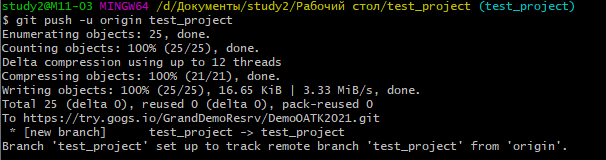 study2@M11-03 MINGW64 /d/Документы/study2/Рабочий стол/test_project (test_project)
$ git push -u origin test_project
Enumerating objects: 25, done.
Counting objects: 100% (25/25), done.
Delta compression using up to 12 threads
Compressing objects: 100% (21/21), done.
Writing objects: 100% (25/25), 16.65 KiB | 3.33 MiB/s, done.
Total 25 (delta 0), reused 0 (delta 0), pack-reused 0
To https://try.gogs.io/GrandDemoResrv/DemoOATK2021.git
 * [new branch]      test_project -> test_project
Branch 'test_project' set up to track remote branch 'test_project' from 'origin'.